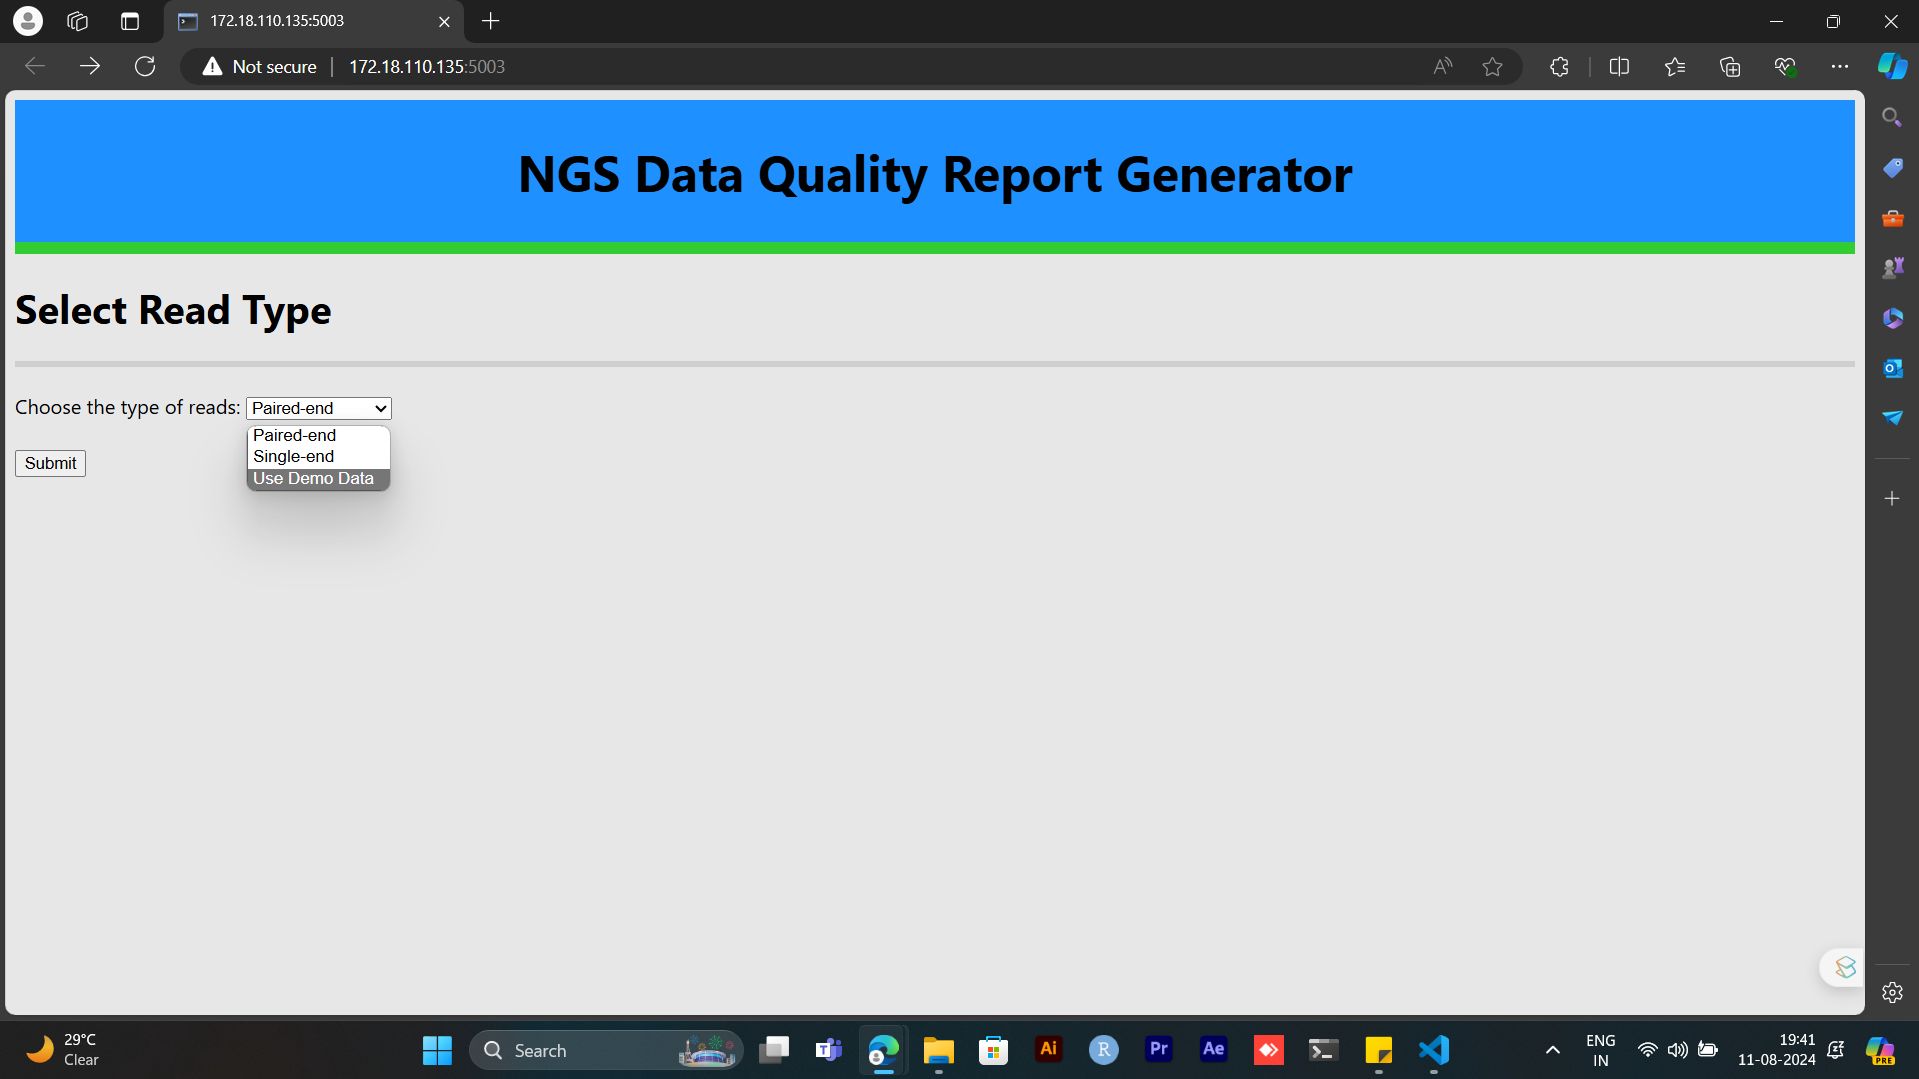 172.18.110.135:5003
Not secure
172.18.110.135:5003
NGS Data Quality Report Generator
Select Read Type
Choose the type of reads: Paired-end
Paired-end
Single-end
Use Demo Data
Submit
29°C
Clear
Search
Ai
R
Pr
Ae
ENG
IN
19:41
11-08-2024
PRE